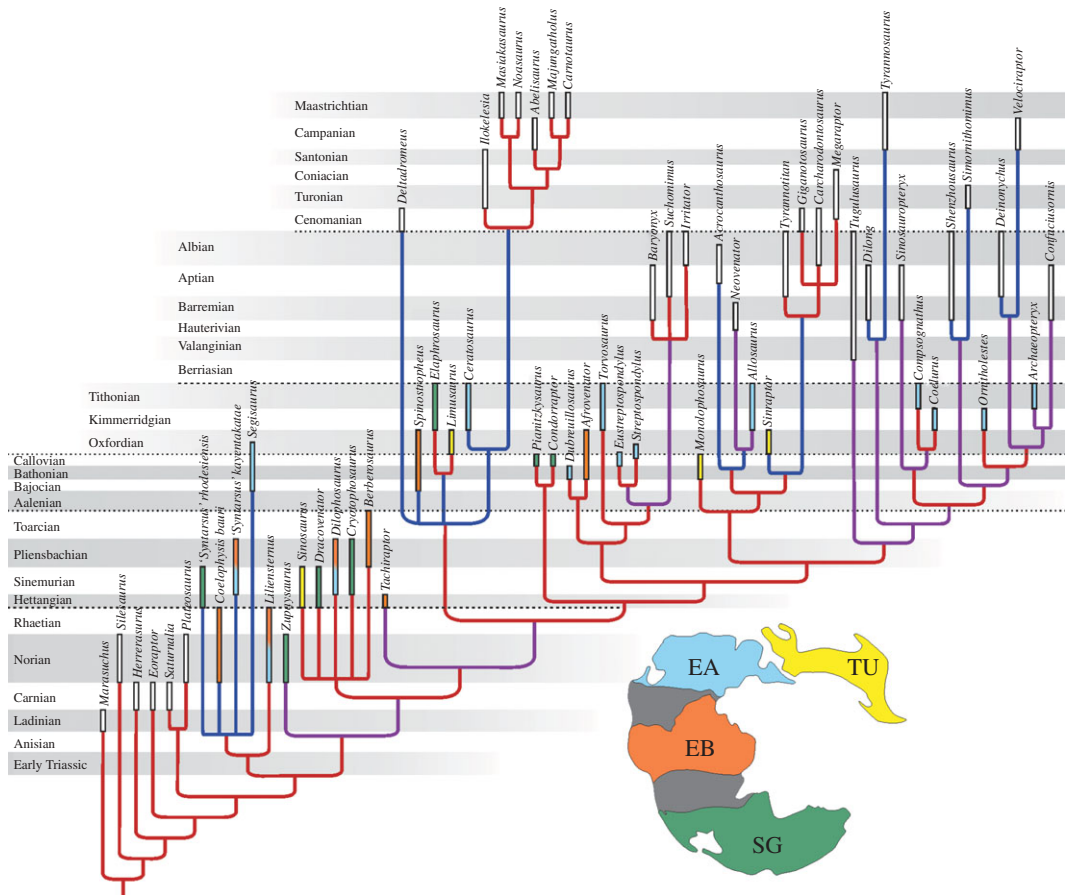 Maastrichtian
Campanian
Santonian
Coniacian
Turonian
Cenomanian
Albian
Aptian
Barremian
Hauterivian
Valanginian
Berriasian
Tithonian
Kimmerridgian
Oxfordian
Callovian
Bathonian
Bajocian
Aalenian
Toarcian
Pliensbachian
Sinemurian
Hettangian
Rhaetian
Norian
Carnian
Ladinian
Anisian
Early Triassic
Marasuchus
Silesaurus
Herrerasurus
Eoraptor
Saturnalia
Plateosaurus
'Syntarsus' rhodesiensis
Coelophysis bauri
'Syntarsus' kayentakatae
Segisaurus
Liliensternus
Zupaysaurus
Sinosaurus
Dracovenator
Dilophosaurus
Cryolophosaurus
Berberosaurus
Tachiraptor
Deltadromeus
Spinostropheus
Elaphrosaurus
Limusaurus
Ceratosaurus
Ilokelesia
Masiakasaurus
Noasaurus
Abelisaurus
Majungatholus
Carnotaurus
Piatnizkysaurus
Condorraptor
Dubreuillosaurus
Afrovenator
Torvosaurus
Eustreptospondylus
Streptospondylus
Baryonyx
Suchomimus
Irritator
Monolophosaurus
Acrocanthosaurus
Neovenator
Allosaurus
Sinraptor
Tyrannotitan
Giganotosaurus
Carcharodontosaurus
Megaraptor
Tugulusaurus
Dilong
Tyrannosaurus
Sinosauropteryx
Compsognathus
Coelurus
Shenzhousaurus
Simornithomimus
Ornitholestes
Deinonychus
Velociraptor
Archaeopteryx
Confuciusornis
EA
TU
EB
SG